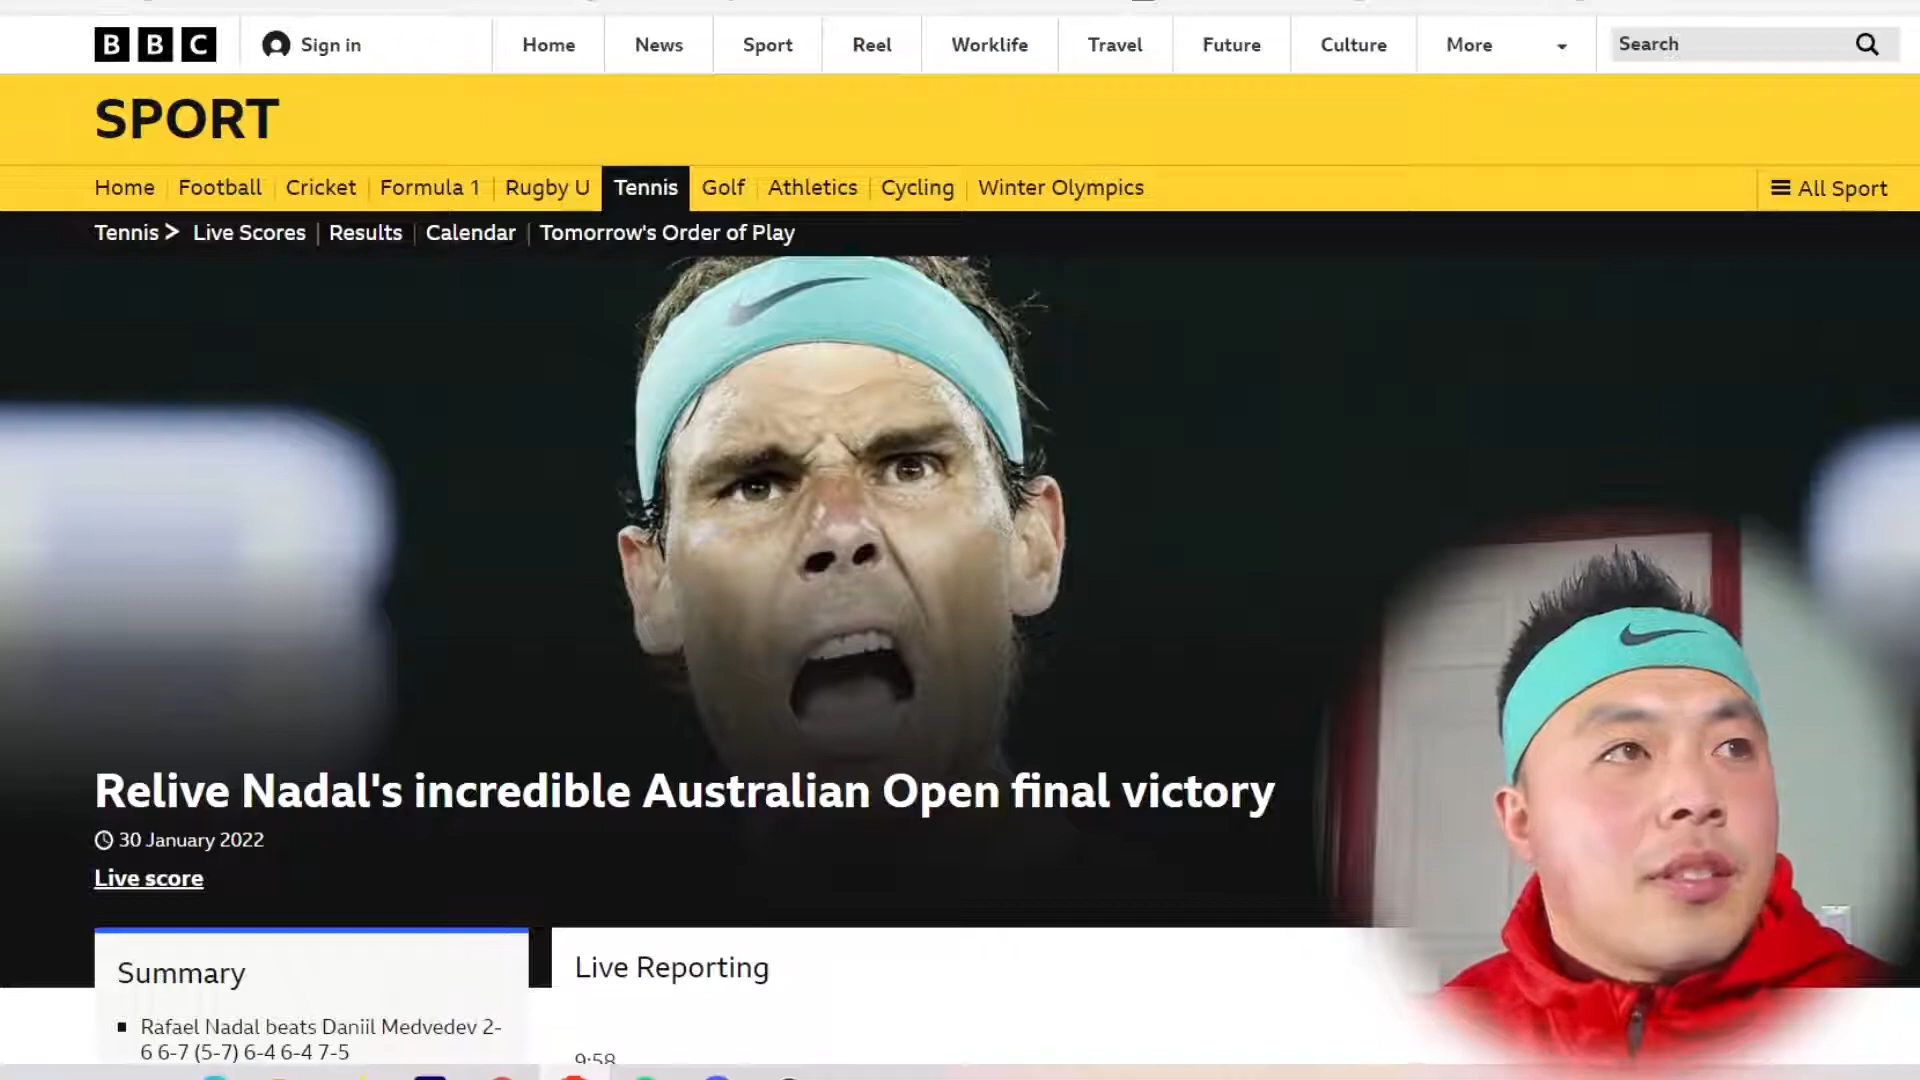 BBC Sign in Home News Sport Reel Worklife Travel Future Culture More Search
SPORT
Home Football Cricket Formula 1 Rugby U Tennis Golf Athletics Cycling Winter Olympics All Sport
Tennis Live Scores Results Calendar Tomorrow's Order of Play
Relive Nadal's incredible Australian Open final victory
30 January 2022
Live score
Summary
Live Reporting
Rafael Nadal beats Daniil Medvedev 2-
6 6-7 (5-7) 6-4 6-4 7-5
9:58